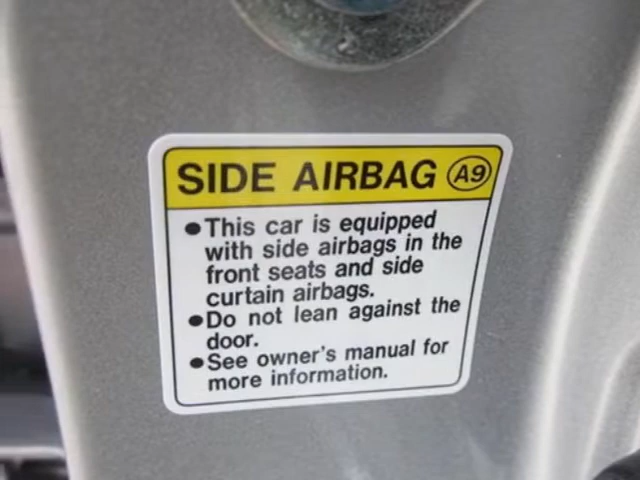 SIDE AIRBAG A9
●This car is equipped
with side airbags in the
front seats and side
curtain airbags.
●Do not lean against the
door.
●See owner's manual for
more information.